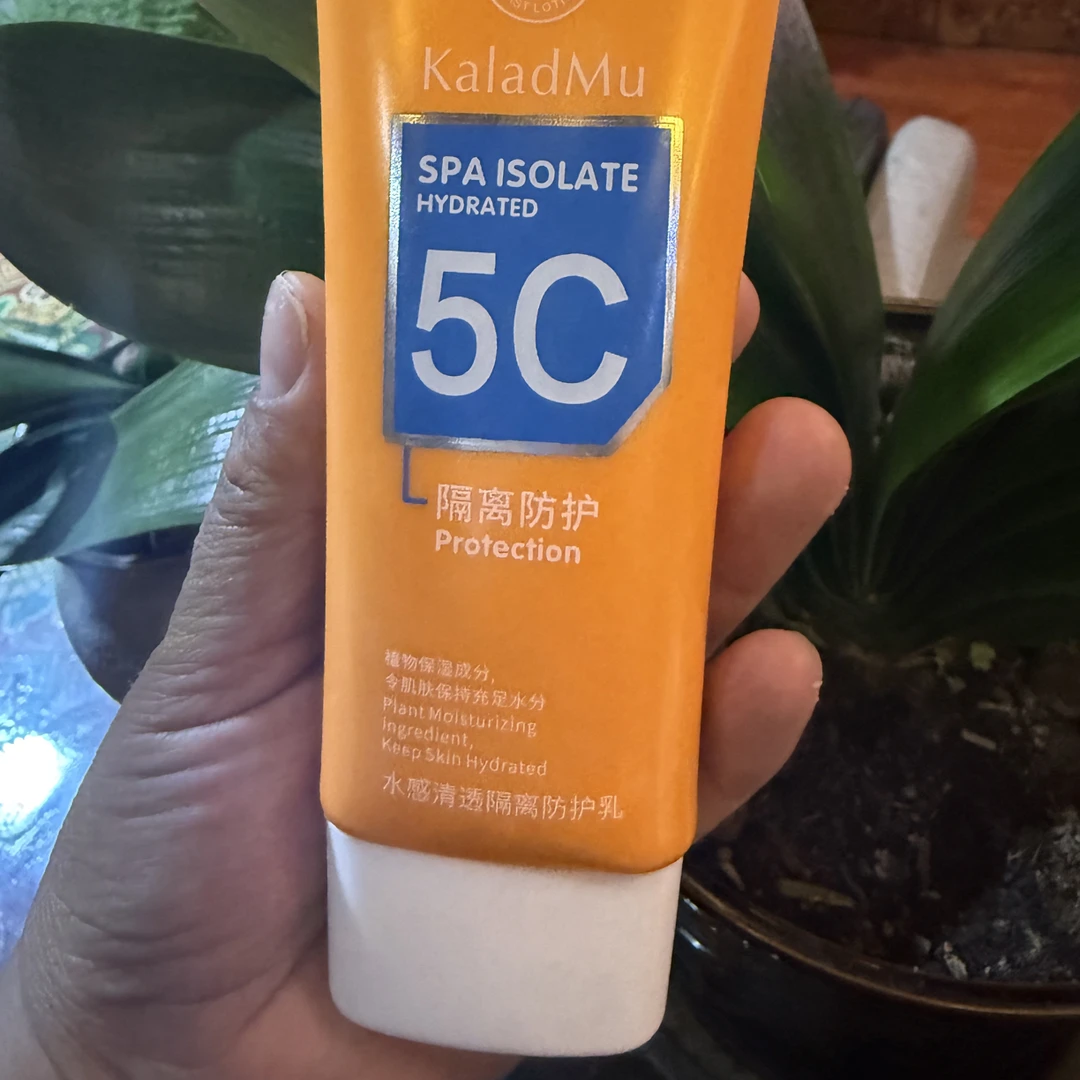 KaladMu
SPA ISOLATE
HYDRATED
5C
隔离防护
Protection
植物保湿成分,
令肌肤保持充足水分
Plant Moisturizing
Ingredient,
Keep Skin Hydrated
水感清透隔离防护乳